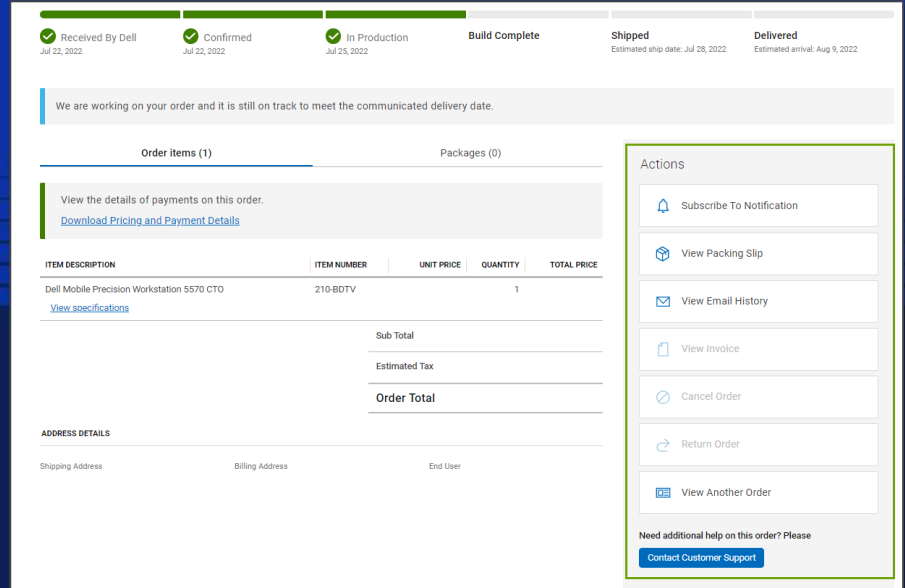 Received By Dell
Jul 22, 2022
Confirmed
Jul 22, 2022
In Production
Jul 25, 2022
Build Complete
Shipped
Estimated ship date: Jul 28, 2022
Delivered
Estimated arrival: Aug 9, 2022
We are working on your order and it is still on track to meet the communicated delivery date.
Order items (1)
Packages (0)
View the details of payments on this order.
Download Pricing and Payment Details
ITEM DESCRIPTION ITEM NUMBER UNIT PRICE QUANTITY TOTAL PRICE
Dell Mobile Precision Workstation 5570 CTO 210-BDTV 1
View specifications
Sub Total
Estimated Tax
Order Total
ADDRESS DETAILS
Shipping Address Billing Address End User
Actions
Subscribe To Notification
View Packing Slip
View Email History
View Invoice
Cancel Order
Return Order
View Another Order
Need additional help on this order? Please
Contact Customer Support